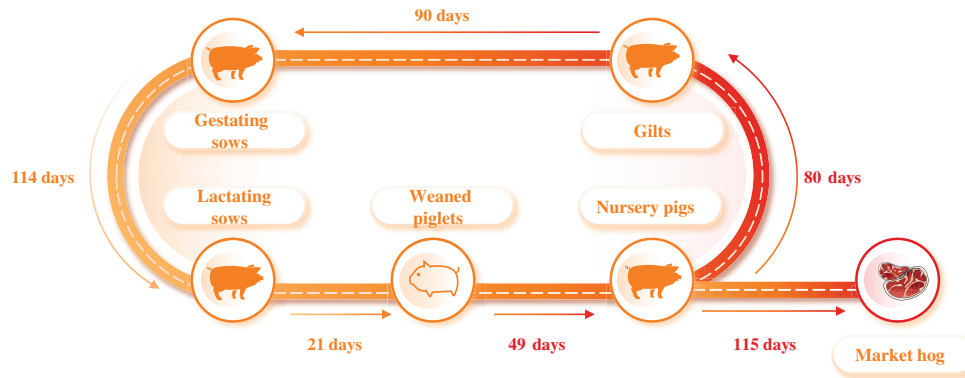 90 days
Gestating
sows
Gilts
114 days
80 days
Lactating
sows
Weaned
piglets
Nursery pigs
21 days
49 days
115 days
Market hog